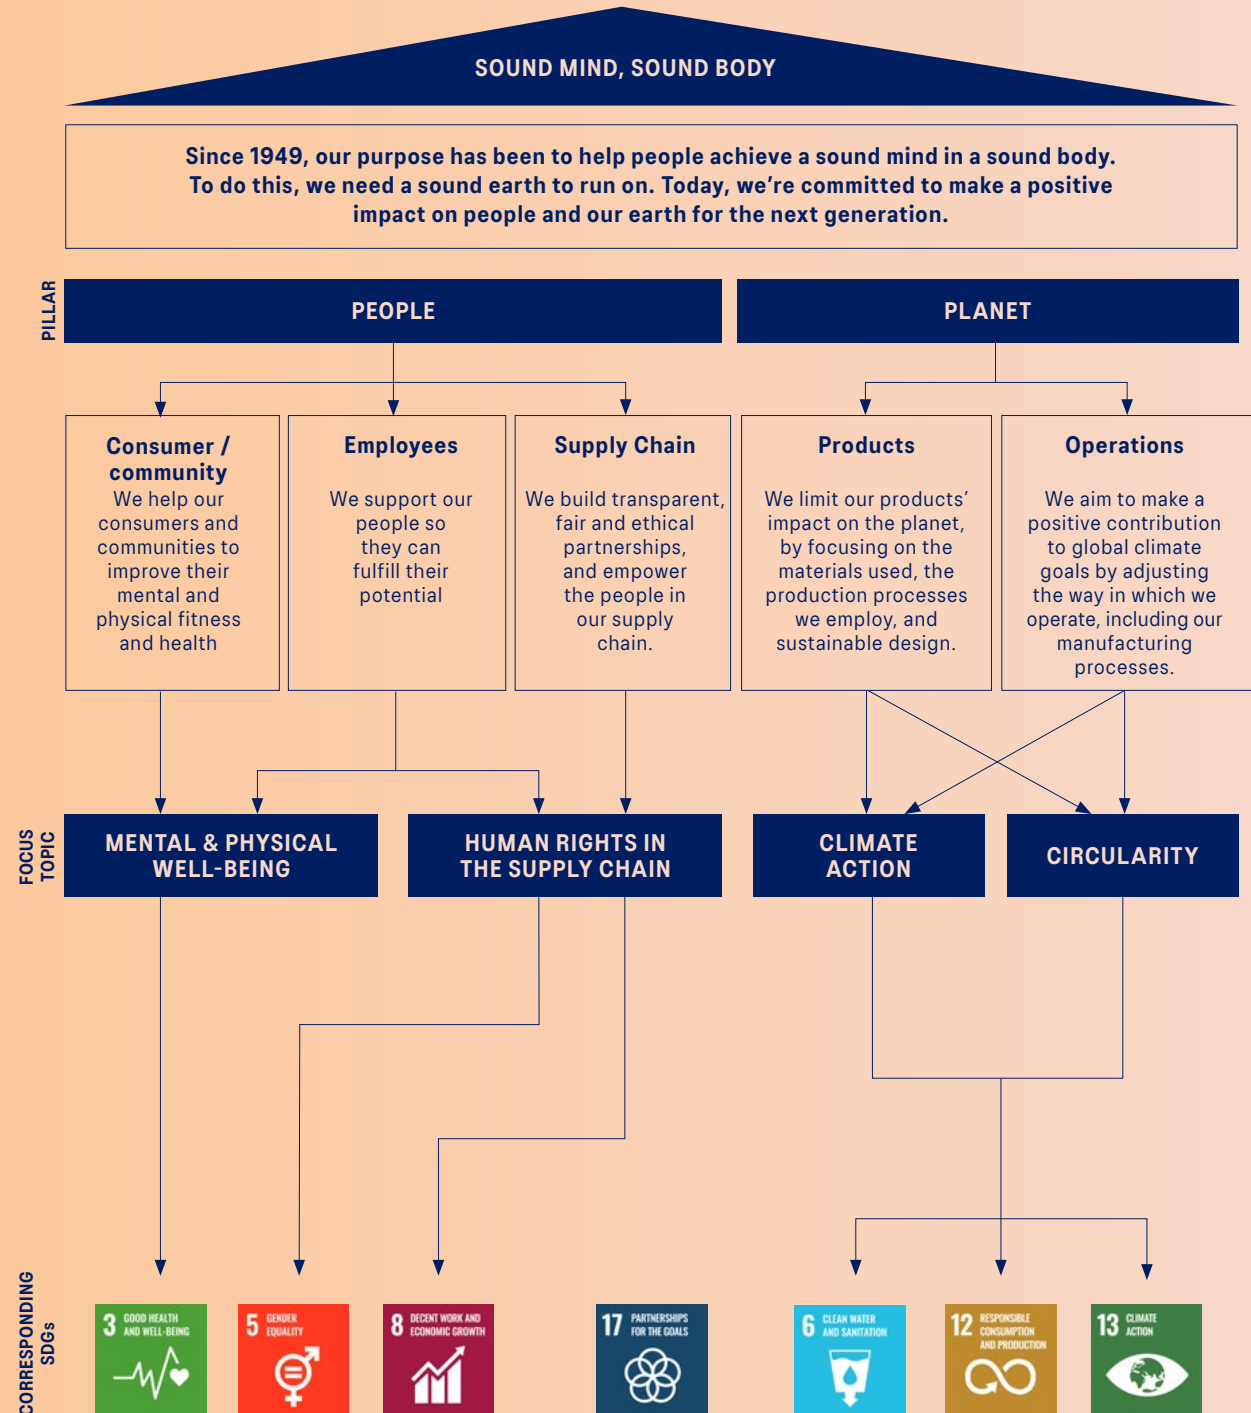 SOUND MIND, SOUND BODY
Since 1949, our purpose has been to help people achieve a sound mind in a sound body.
To do this, we need a sound earth to run on. Today, we’re committed to make a positive
impact on people and our earth for the next generation.
PILLAR
PEOPLE
PLANET
Consumer /
community
We help our
consumers and
communities to
improve their
mental and
physical fitness
and health
Employees
We support our
people so
they can
fulfill their
potential
Supply Chain
We build transparent,
fair and ethical
partnerships,
and empower
the people in
our supply
chain.
Products
We limit our products’
impact on the planet,
by focusing on the
materials used, the
production processes
we employ, and
sustainable design.
Operations
We aim to make a
positive contribution
to global climate
goals by adjusting
the way in which we
operate, including our
manufacturing
processes.
FOCUS
TOPIC
MENTAL & PHYSICAL
WELL-BEING
HUMAN RIGHTS IN
THE SUPPLY CHAIN
CLIMATE
ACTION
CIRCULARITY
CORRESPONDING
SDGs
3 GOOD HEALTH
AND WELL-BEING
5 GENDER
EQUALITY
8 DECENT WORK AND
ECONOMIC GROWTH
17 PARTNERSHIPS
FOR THE GOALS
6 CLEAN WATER
AND SANITATION
12 RESPONSIBLE
CONSUMPTION
AND PRODUCTION
13 CLIMATE
ACTION